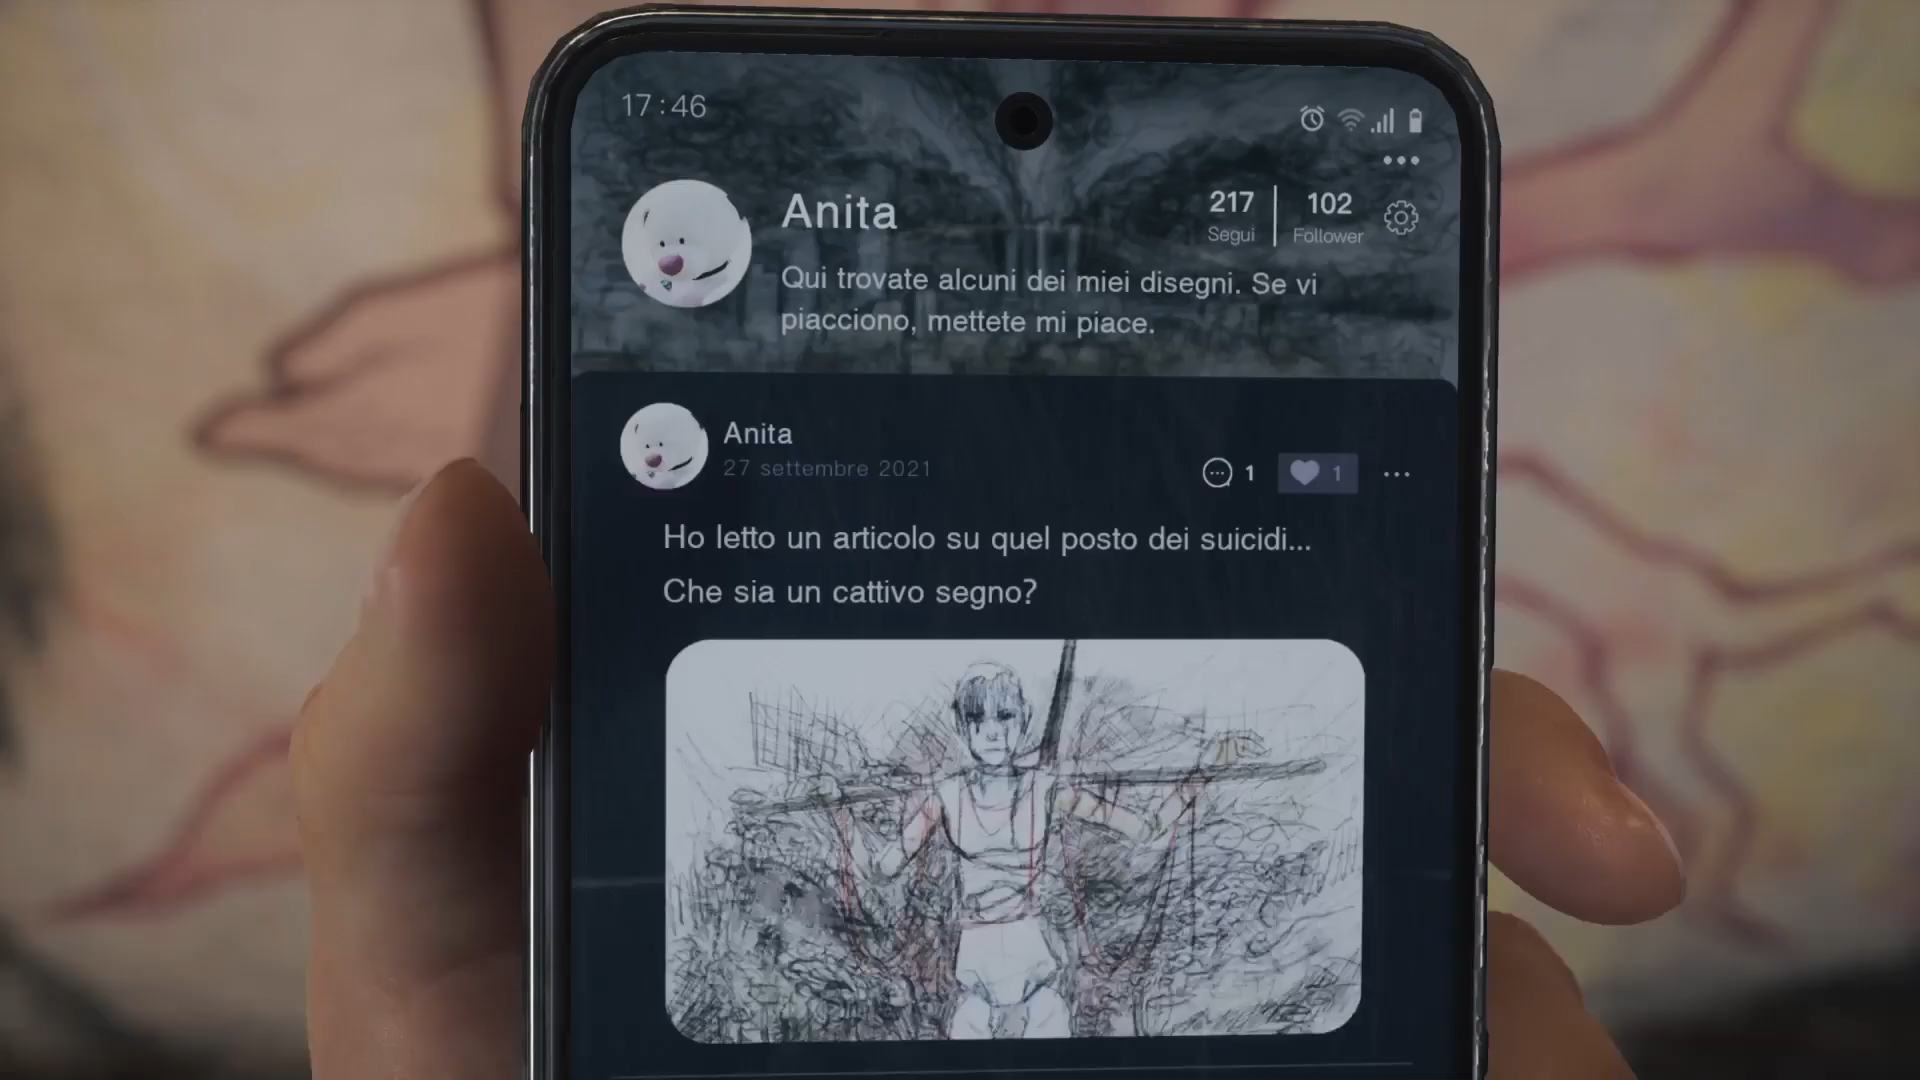 17:46
Anita
217
102
Segui
Follower
Qui trovate alcuni dei miei disegni. Se vi
piacciono, mettete mi piace.
Anita
27 settembre 2021
1
1
Ho letto un articolo su quel posto dei suicidi...
Che sia un cattivo segno?